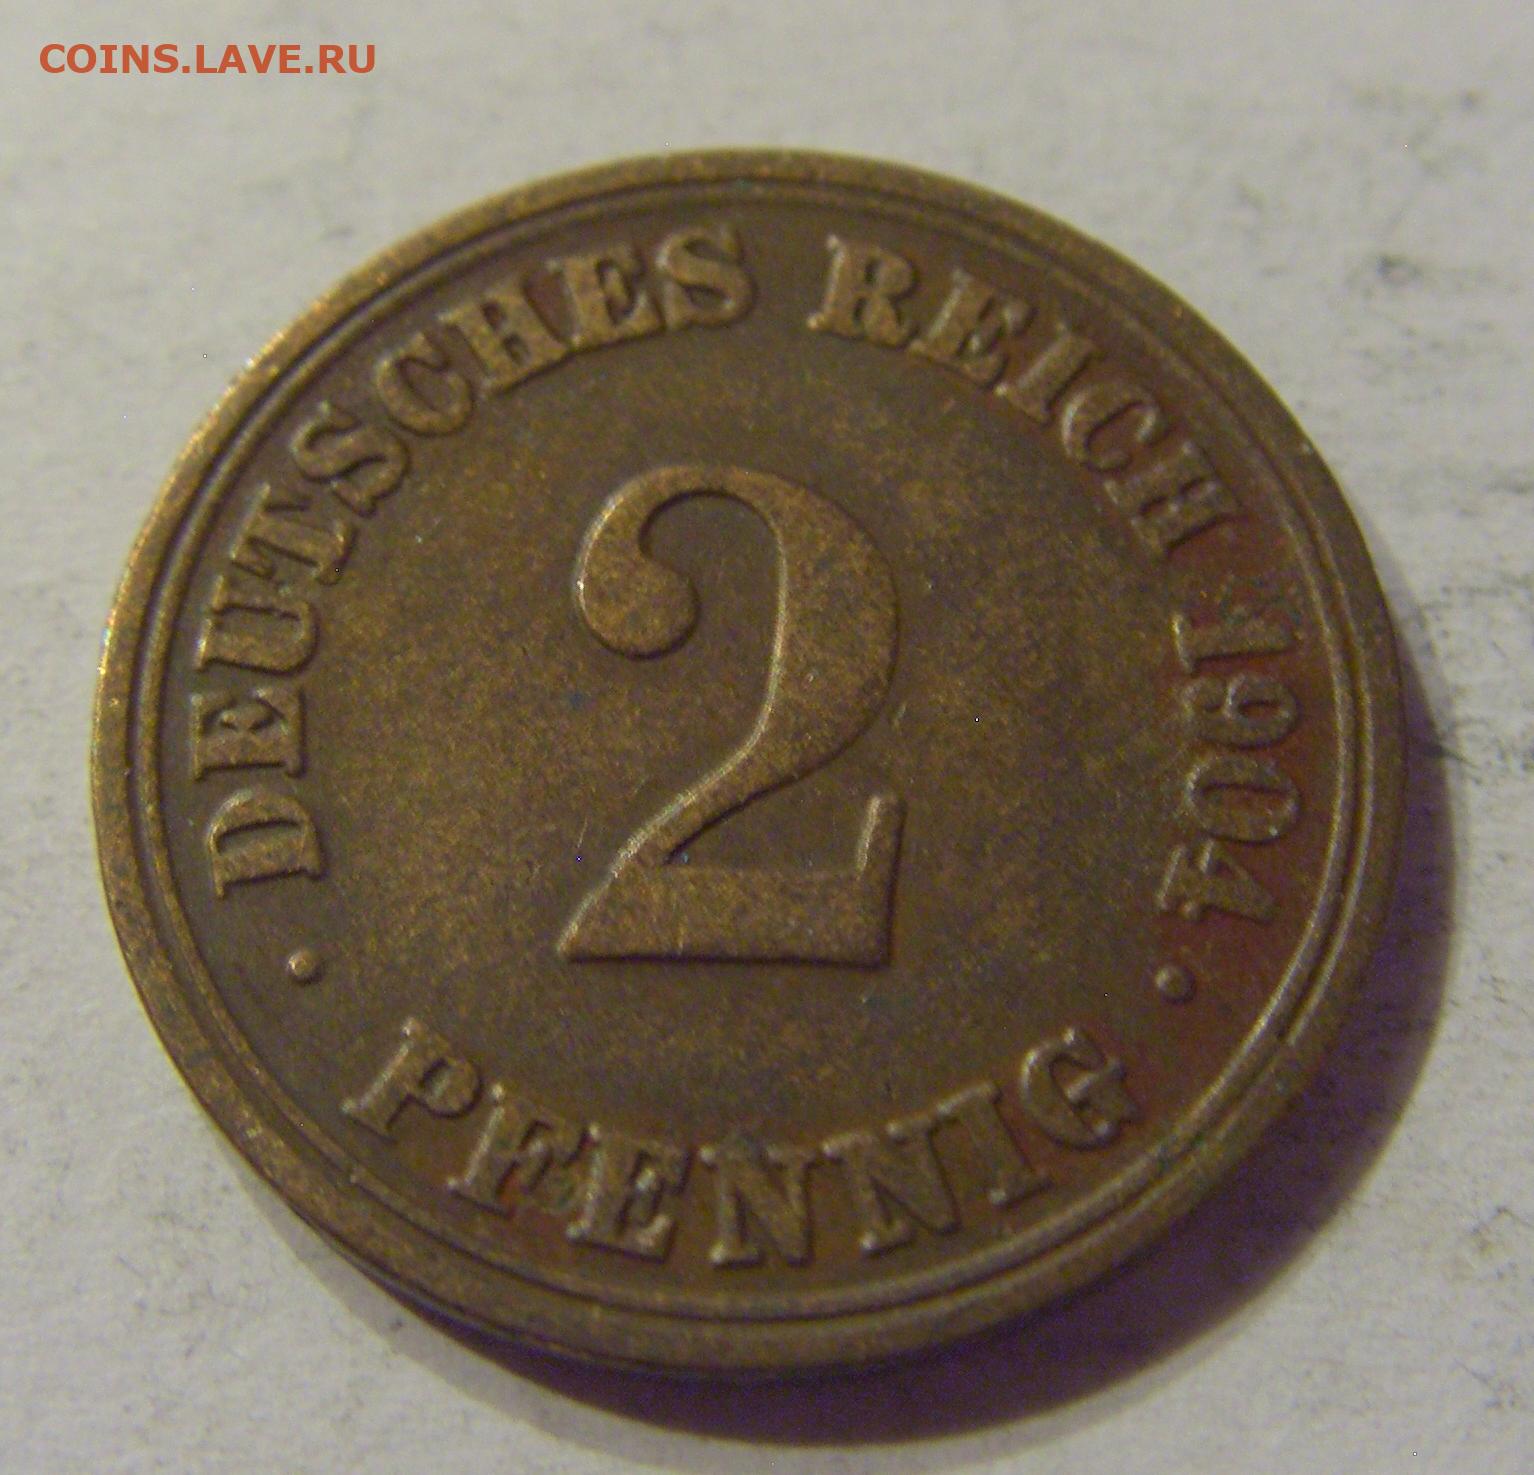 COINS.LAVE.RU
· DEUTSCHES REICH 1904 ·
2
PFENNIG